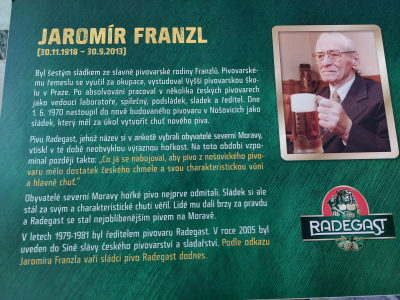 JAROMÍR FRANZL
(30.11.1918 – 30.9.2013)
Byl šestým sládkem ze slavné pivovarské rodiny Franzlů. Pivovarské-
mu řemeslu se vyučil za okupace, vystudoval Vyšší pivovarskou ško-
lu v Praze. Po absolvování pracoval v několika českých pivovarech
jako vedoucí laboratoře, spilečný, podsládek, sládek a ředitel. Dne
1. 6. 1970 nastoupil do nově budovaného pivovaru v Nošovicích jako
sládek, který měl za úkol vytvořit chuť nového piva.
Pivu Radegast, jehož název si v anketě vybrali obyvatelé severní Moravy,
vtiskl v té době neobvyklou výraznou hořkost. Na toto období vzpo-
mínal později takto: „Co já se nabojoval, aby pivo z nošovického pivo-
varu mělo dostatek českého chmele a svou charakteristickou vůni
a hlavně chuť.“
Obyvatelé severní Moravy hořké pivo nejprve odmítali. Sládek si ale
stál za svým a charakteristické chuti věřil. Lidé mu dali brzy za pravdu
a Radegast se stal nejoblíbenějším pivem na Moravě.
V letech 1979-1981 byl ředitelem pivovaru Radegast. V roce 2005 byl
uveden do Síně slávy českého pivovarství a sladařství. Podle odkazu
Jaromíra Franzla vaří sládci pivo Radegast dodnes.
RADEGAST